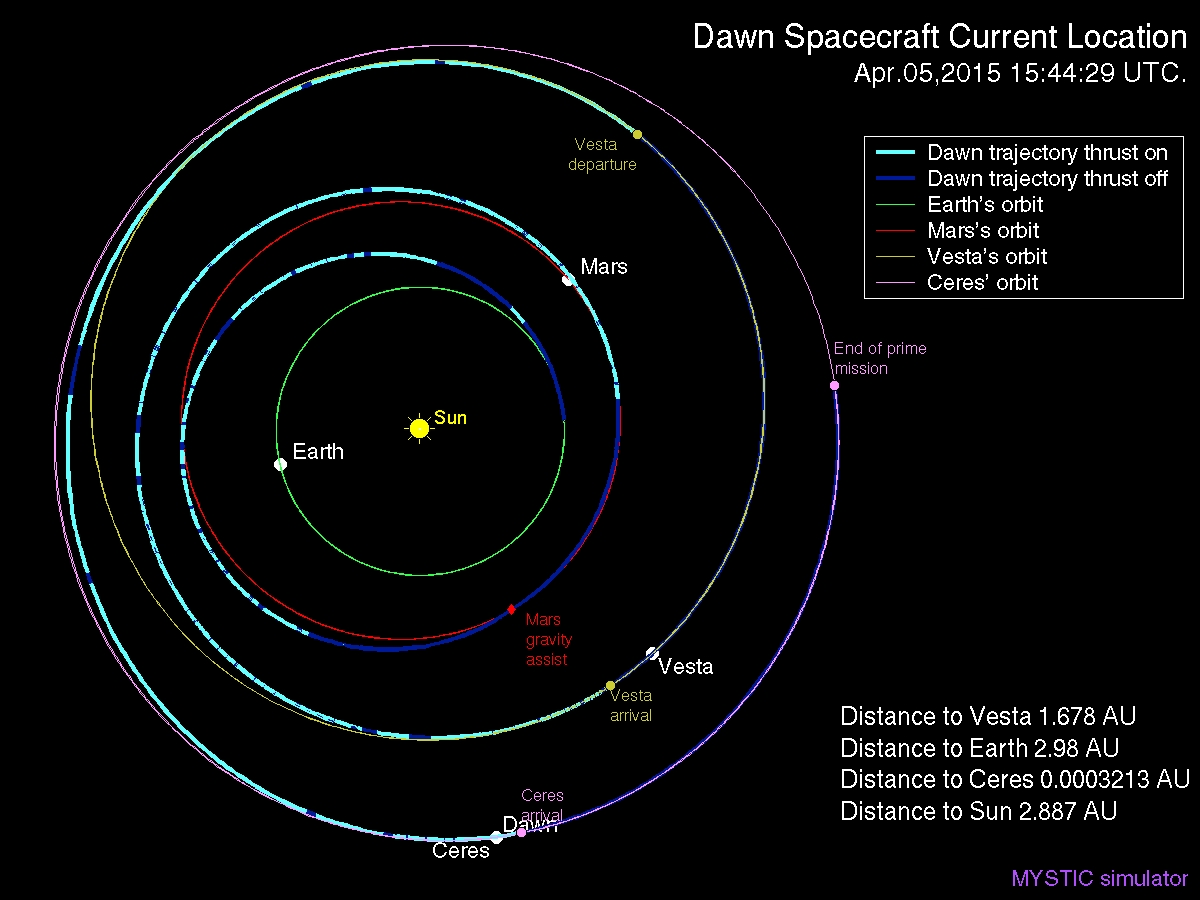 Dawn Spacecraft Current Location
Apr.05,2015 15:44:29 UTC.
Vesta
departure
Dawn trajectory thrust on
Dawn trajectory thrust off
Earth's orbit
Mars's orbit
Vesta's orbit
Ceres' orbit
Mars
End of prime
mission
Sun
Earth
Mars
gravity
assist
Vesta
Vesta
arrival
Distance to Vesta 1.678 AU
Distance to Earth 2.98 AU
Distance to Ceres 0.0003213 AU
Distance to Sun 2.887 AU
Ceres
arrival
Dawn
Ceres
MYSTIC simulator